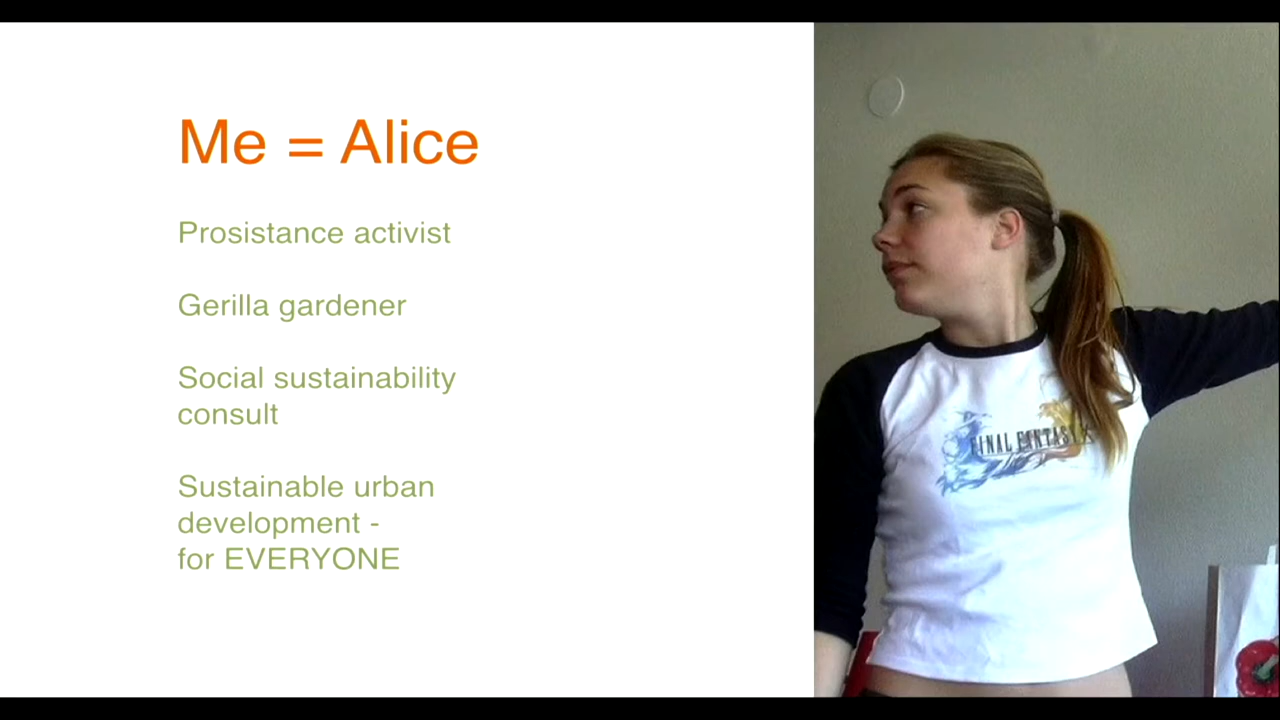 Me = Alice
Prosistance activist
Gerilla gardener
Social sustainability
consult
Sustainable urban
development -
for EVERYONE
FINAL FANTASY X